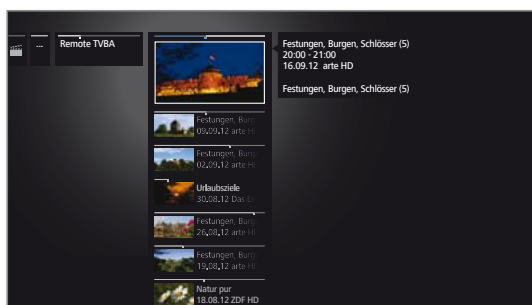 ...
Remote TVBA
Festungen, Burgen, Schlösser (5)
20:00 - 21:00
16.09.12 arte HD
Festungen, Burgen, Schlösser (5)
Festungen, Burg
09.09.12 arte H
Festungen, Burg
02.09.12 arte H
Urlaubsziele
30.08.12 Das E
Festungen, Burg
26.08.12 arte H
Festungen, Burg
19.08.12 arte H
Natur pur
18.08.12 ZDF HD